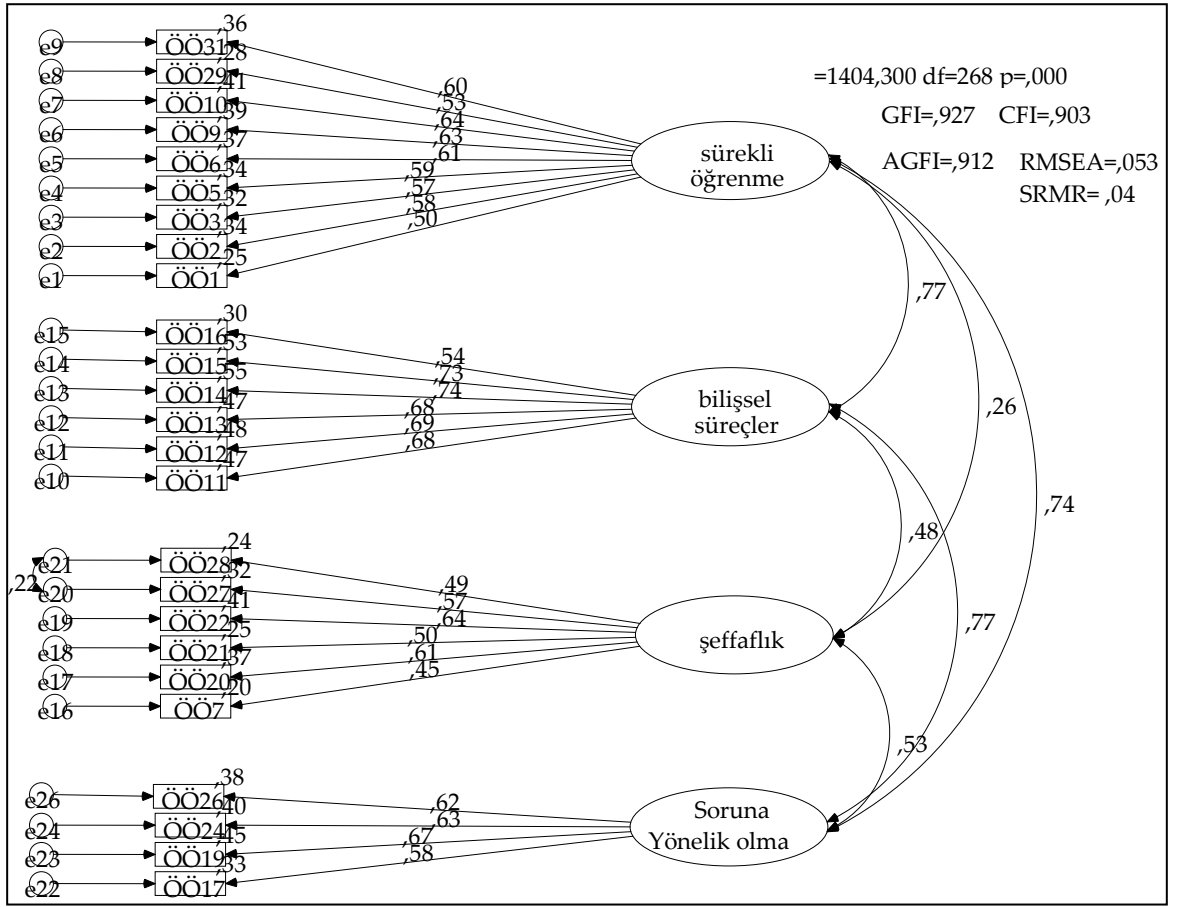 ,36
e9 ÖÖ31
,28
e8 ÖÖ29
,41
e7 ÖÖ10
,39
e6 ÖÖ9
,37
e5 ÖÖ6
,34
e4 ÖÖ5
,32
e3 ÖÖ3
,34
e2 ÖÖ2
,25
e1 ÖÖ1
,60
,53
,64
,63
,61
,59
,57
,58
,50
sürekli
öğrenme
=1404,300 df=268 p=,000
GFI=,927 CFI=,903
AGFI=,912 RMSEA=,053
SRMR= ,04
,77
,26
,74
,30
e15 ÖÖ16
,53
e14 ÖÖ15
,55
e13 ÖÖ14
,47
e12 ÖÖ13
,48
e11 ÖÖ12
,47
e10 ÖÖ11
,54
,73
,74
,68
,69
,68
bilişsel
süreçler
,48
,77
,24
e21 ÖÖ28
,22
,32
e20 ÖÖ27
,41
e19 ÖÖ22
,25
e18 ÖÖ21
,37
e17 ÖÖ20
,20
e16 ÖÖ7
,49
,57
,64
,50
,61
,45
şeffaflık
,53
,38
e26 ÖÖ26
,40
e24 ÖÖ24
,45
e23 ÖÖ19
,33
e22 ÖÖ17
,62
,63
,67
,58
Soruna
Yönelik olma